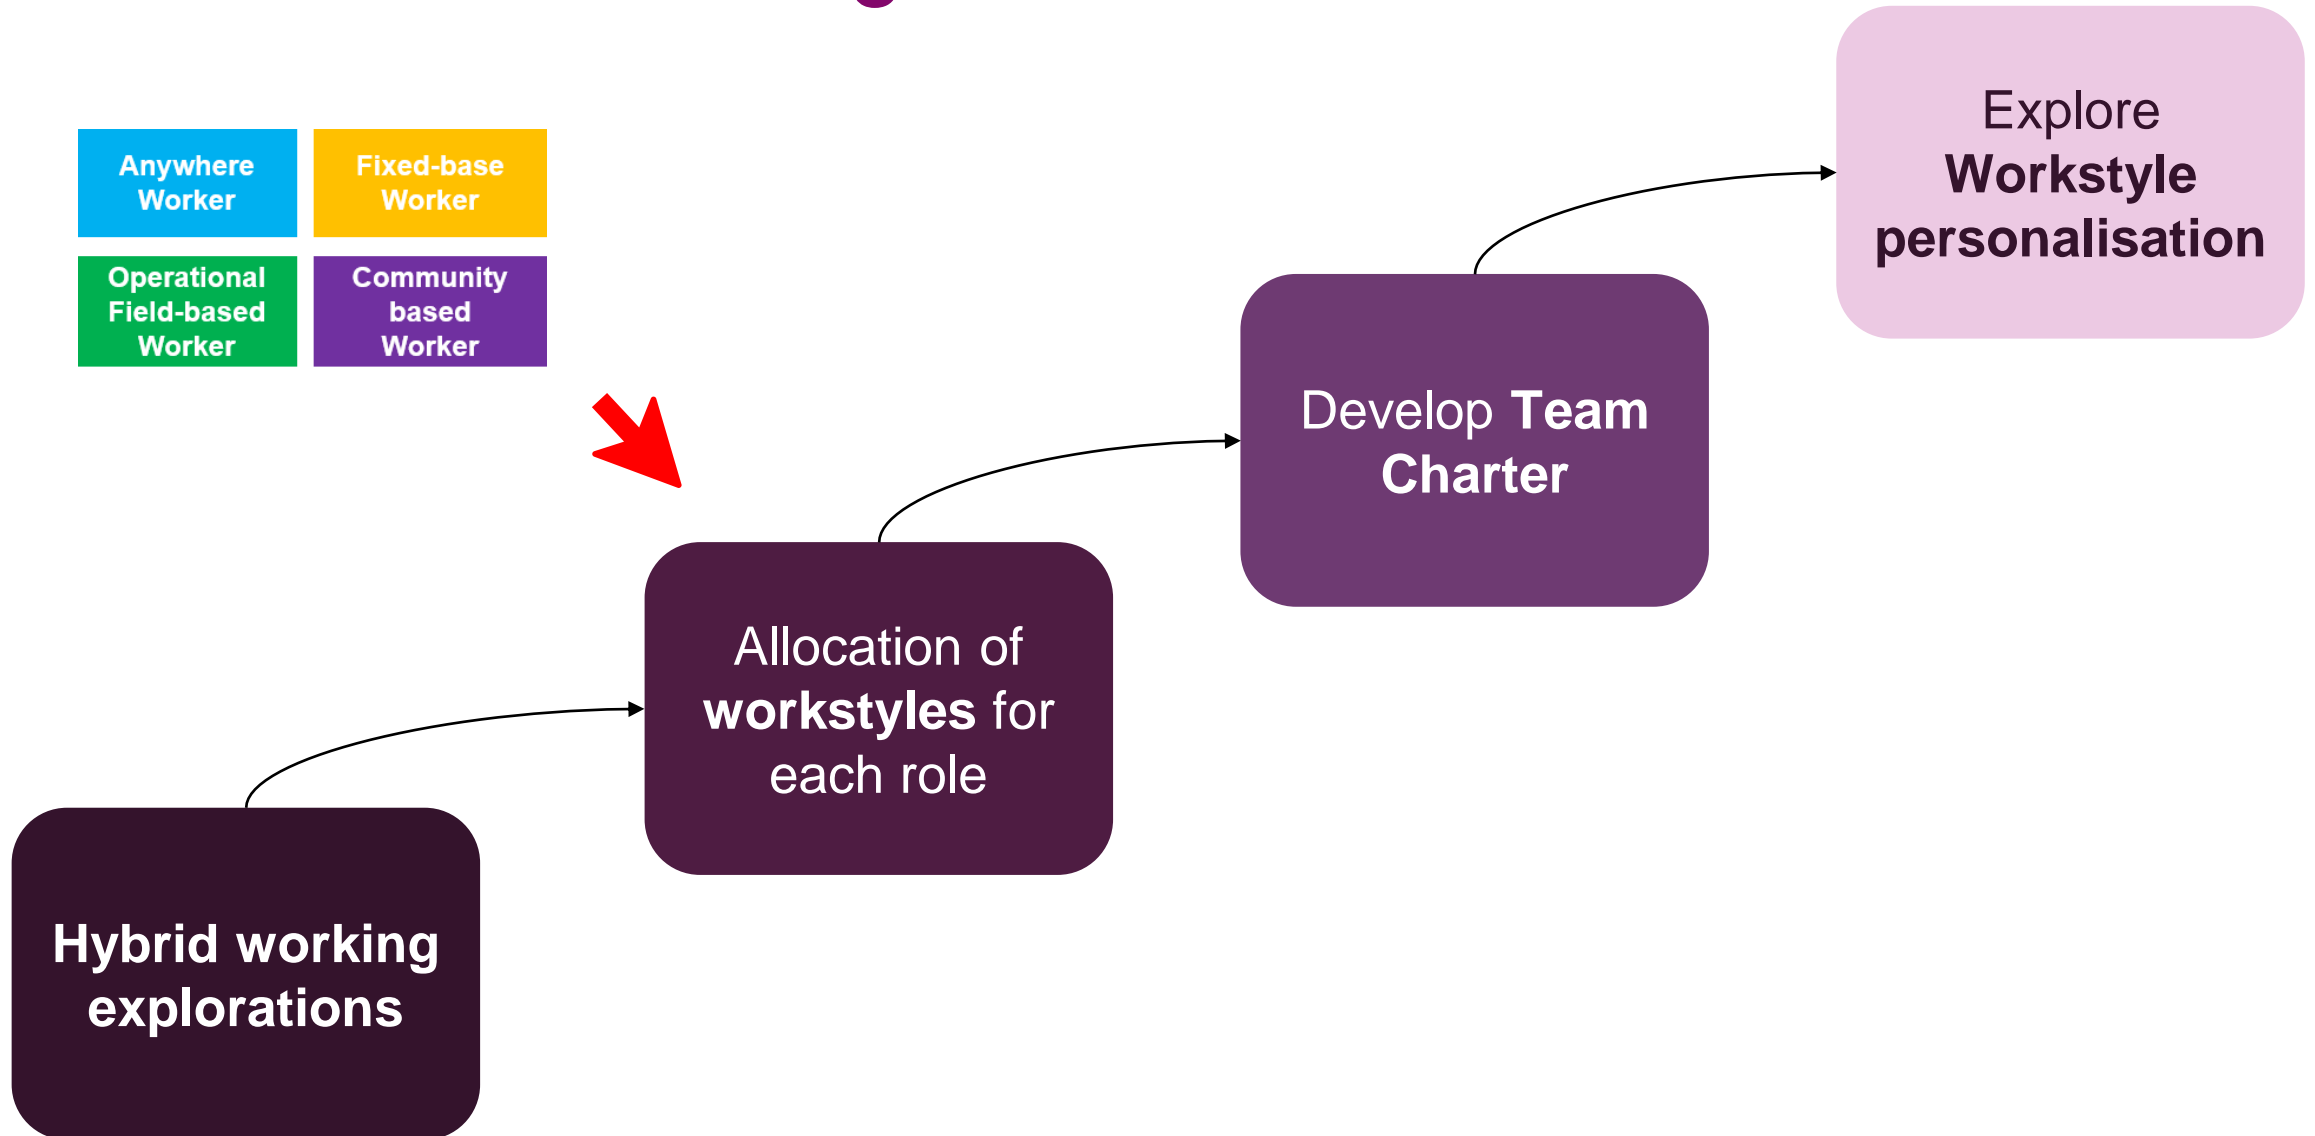 Anywhere
Worker
Fixed-base
Worker
Operational
Field-based
Worker
Community
based
Worker
Explore
Workstyle
personalisation
Develop Team
Charter
Allocation of
workstyles for
each role
Hybrid working
explorations